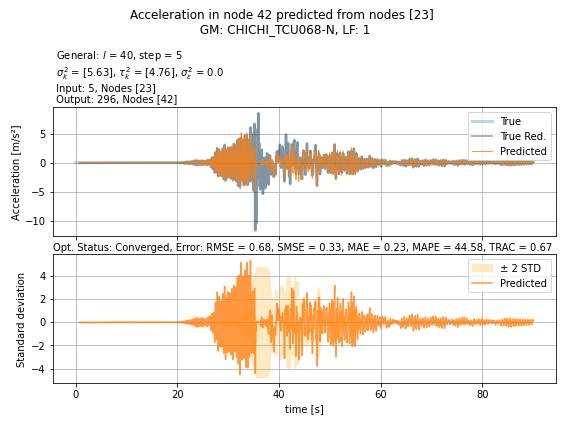 Acceleration in node 42 predicted from nodes [23]
GM: CHICHI_TCU068-N, LF: 1
General: l = 40, step = 5
σ²ₖ = [5.63], τ²ₖ = [4.76], σ²ε = 0.0
Input: 5, Nodes [23]
Output: 296, Nodes [42]
True
True Red.
Predicted
Acceleration [m/s²]
5
0
−5
−10
Opt. Status: Converged, Error: RMSE = 0.68, SMSE = 0.33, MAE = 0.23, MAPE = 44.58, TRAC = 0.67
± 2 STD
Predicted
Standard deviation
4
2
0
−2
−4
0 20 40 60 80
time [s]